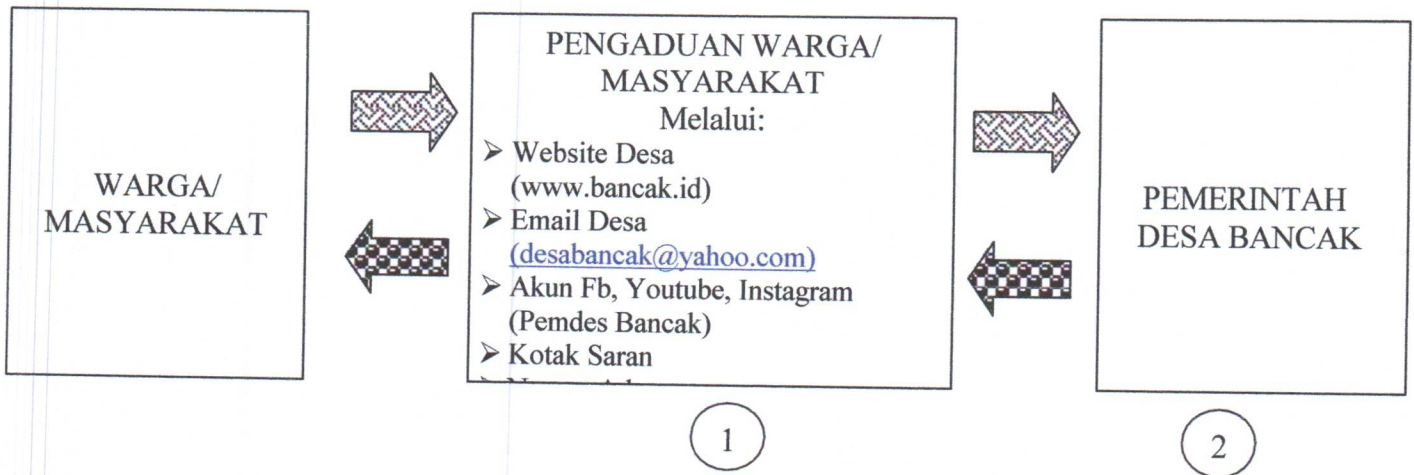 WARGA/
MASYARAKAT
PENGADUAN WARGA/
MASYARAKAT
Melalui:
➤ Website Desa
(www.bancak.id)
➤ Email Desa
(desabancak@yahoo.com)
➤ Akun Fb, Youtube, Instagram
(Pemdes Bancak)
➤ Kotak Saran
PEMERINTAH
DESA BANCAK
1
2